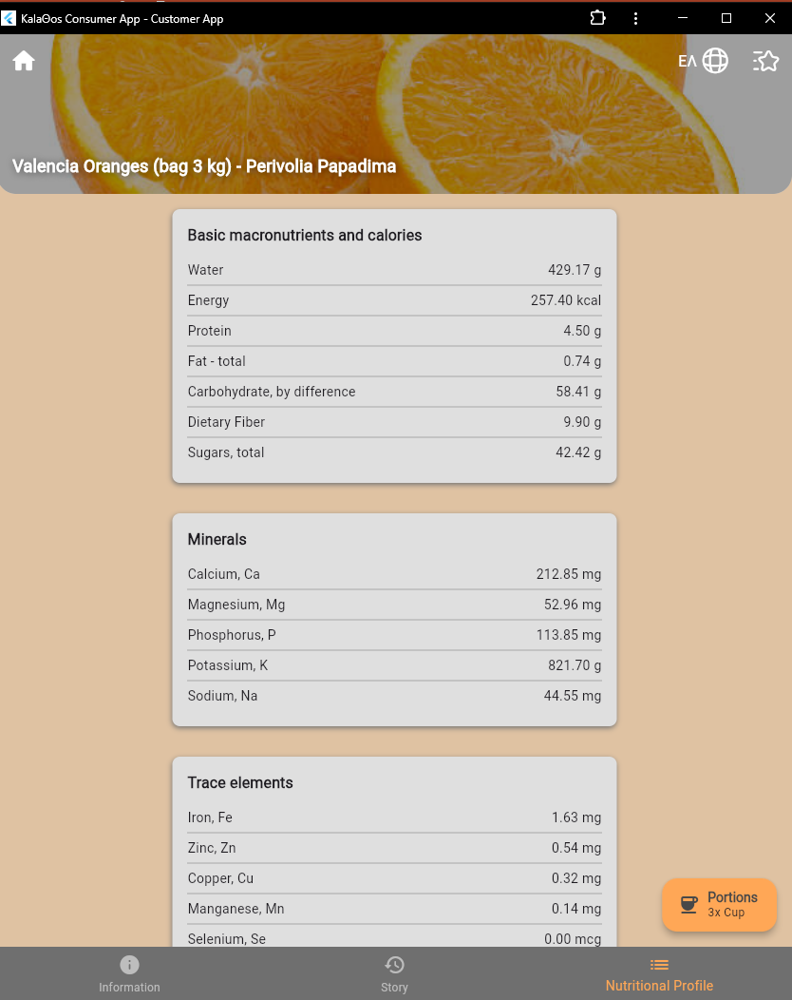 KalaΘos Consumer App - Customer App
ΕΛ
Valencia Oranges (bag 3 kg) - Perivolia Papadima
Basic macronutrients and calories
Water 429.17 g
Energy 257.40 kcal
Protein 4.50 g
Fat - total 0.74 g
Carbohydrate, by difference 58.41 g
Dietary Fiber 9.90 g
Sugars, total 42.42 g
Minerals
Calcium, Ca 212.85 mg
Magnesium, Mg 52.96 mg
Phosphorus, P 113.85 mg
Potassium, K 821.70 g
Sodium, Na 44.55 mg
Trace elements
Iron, Fe 1.63 mg
Zinc, Zn 0.54 mg
Copper, Cu 0.32 mg
Manganese, Mn 0.14 mg
Selenium, Se 0.00 mcg
Portions
3x Cup
Information Story Nutritional Profile